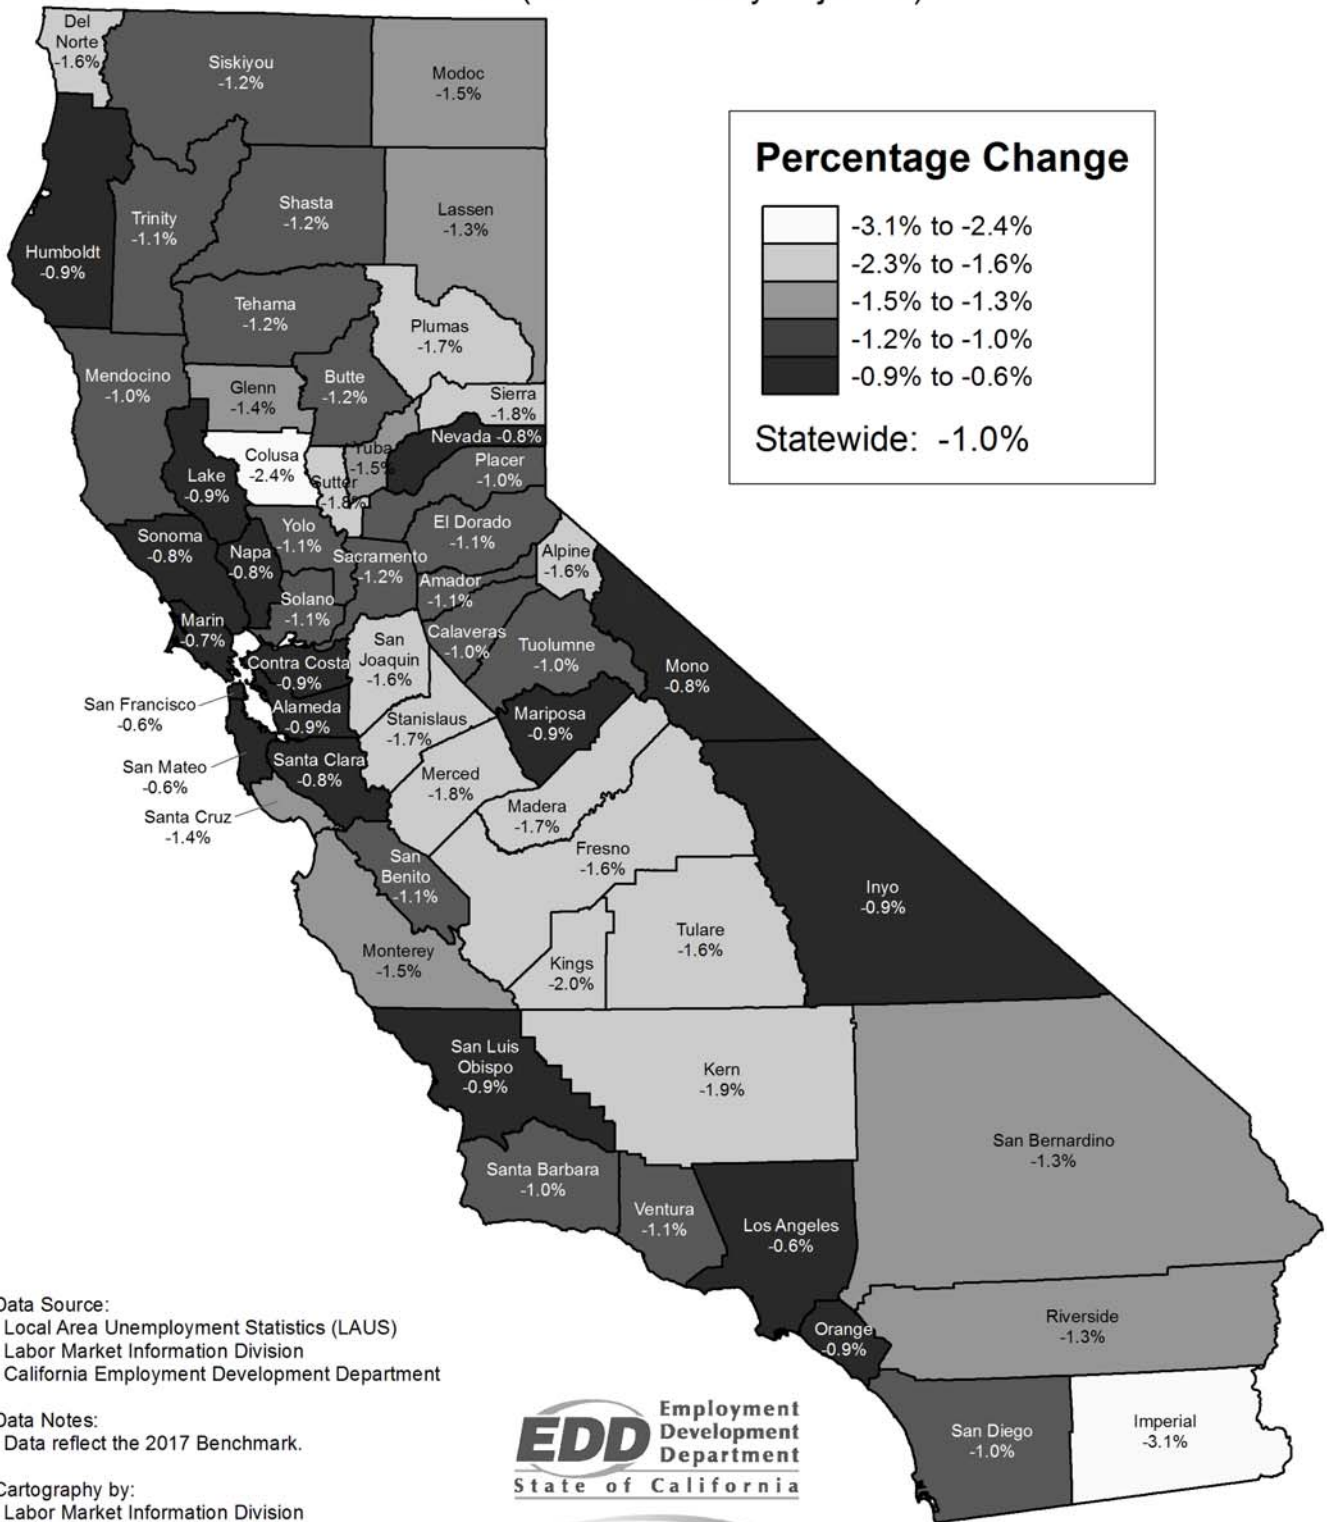 Del
Norte
-1.6%
Siskiyou
-1.2%
Modoc
-1.5%
Humboldt
-0.9%
Trinity
-1.1%
Shasta
-1.2%
Lassen
-1.3%
Tehama
-1.2%
Plumas
-1.7%
Mendocino
-1.0%
Glenn
-1.4%
Butte
-1.2%
Sierra
-1.8%
Nevada -0.8%
Placer
-1.0%
Colusa
-2.4%
Yuba
-1.5%
Sutter
-1.8%
Lake
-0.9%
Sonoma
-0.8%
Napa
-0.8%
Yolo
-1.1%
Sacramento
-1.2%
El Dorado
-1.1%
Alpine
-1.6%
Amador
-1.1%
Solano
-1.1%
Marin
-0.7%
Calaveras
-1.0%
Tuolumne
-1.0%
San
Joaquin
-1.6%
Contra Costa
-0.9%
Mono
-0.8%
San Francisco
-0.6%
Alameda
-0.9%
Stanislaus
-1.7%
Mariposa
-0.9%
San Mateo
-0.6%
Santa Clara
-0.8%
Merced
-1.8%
Santa Cruz
-1.4%
Madera
-1.7%
Fresno
-1.6%
San
Benito
-1.1%
Inyo
-0.9%
Monterey
-1.5%
Kings
-2.0%
Tulare
-1.6%
San Luis
Obispo
-0.9%
Kern
-1.9%
San Bernardino
-1.3%
Santa Barbara
-1.0%
Ventura
-1.1%
Los Angeles
-0.6%
Orange
-0.9%
Riverside
-1.3%
San Diego
-1.0%
Imperial
-3.1%
Percentage Change
-3.1% to -2.4%
-2.3% to -1.6%
-1.5% to -1.3%
-1.2% to -1.0%
-0.9% to -0.6%
Statewide: -1.0%
Data Source:
Local Area Unemployment Statistics (LAUS)
Labor Market Information Division
California Employment Development Department
Data Notes:
Data reflect the 2017 Benchmark.
Cartography by:
Labor Market Information Division
EDD
Employment
Development
Department
State of California